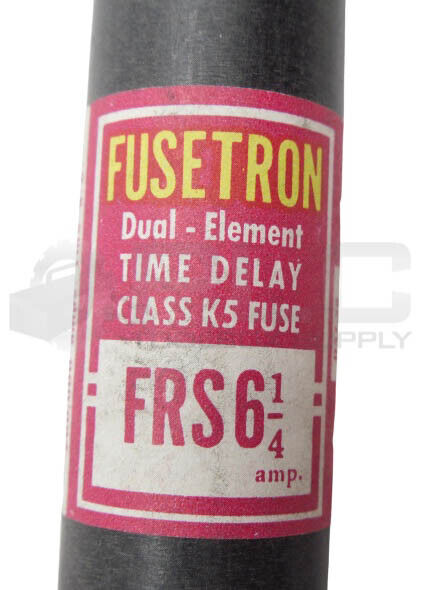 FUSETRON
Dual - Element
TIME DELAY
CLASS K5 FUSE
FRS 6 1/4
amp.